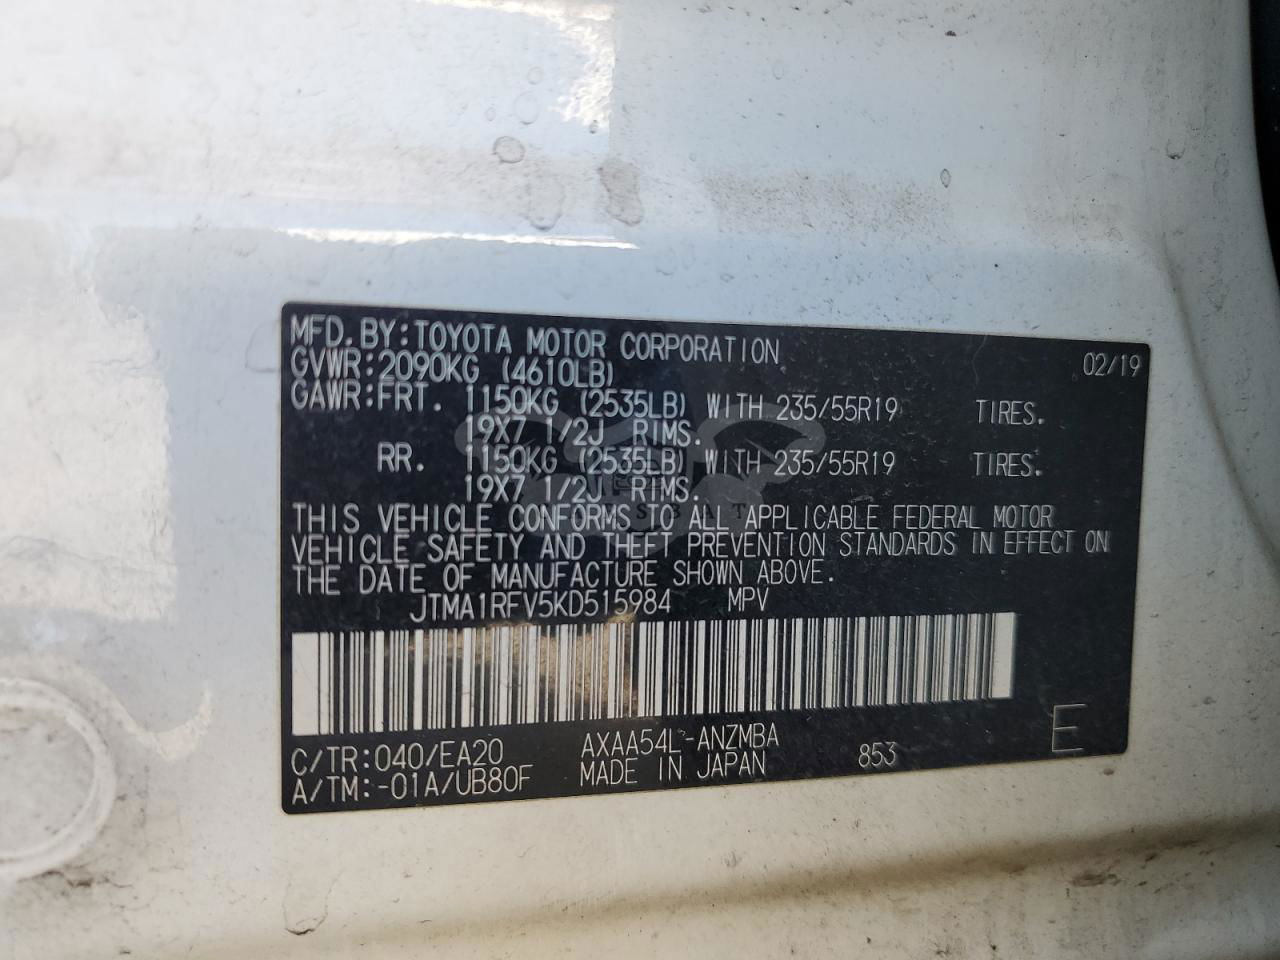 MFD. BY: TOYOTA MOTOR CORPORATION 02/19
GVWR: 2090KG (4610LB)
GAWR: FRT. 1150KG (2535LB) WITH 235/55R19 TIRES.
19X7 1/2J RIMS.
RR. 1150KG (2535LB) WITH 235/55R19 TIRES.
19X7 1/2J RIMS.
THIS VEHICLE CONFORMS TO ALL APPLICABLE FEDERAL MOTOR
VEHICLE SAFETY AND THEFT PREVENTION STANDARDS IN EFFECT ON
THE DATE OF MANUFACTURE SHOWN ABOVE.
JTMA1RFV5KD515984 MPV
C/TR: 040/EA20 AXAA54L-ANZMBA 853 E
A/TM: -01A/UB80F MADE IN JAPAN